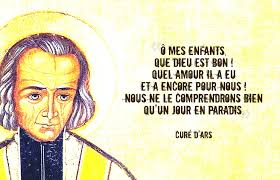 Ô MES ENFANTS,
QUE DIEU EST BON !
QUEL AMOUR IL A EU
ET A ENCORE POUR NOUS !
NOUS NE LE COMPRENDRONS BIEN
QU'UN JOUR EN PARADIS
CURÉ D'ARS